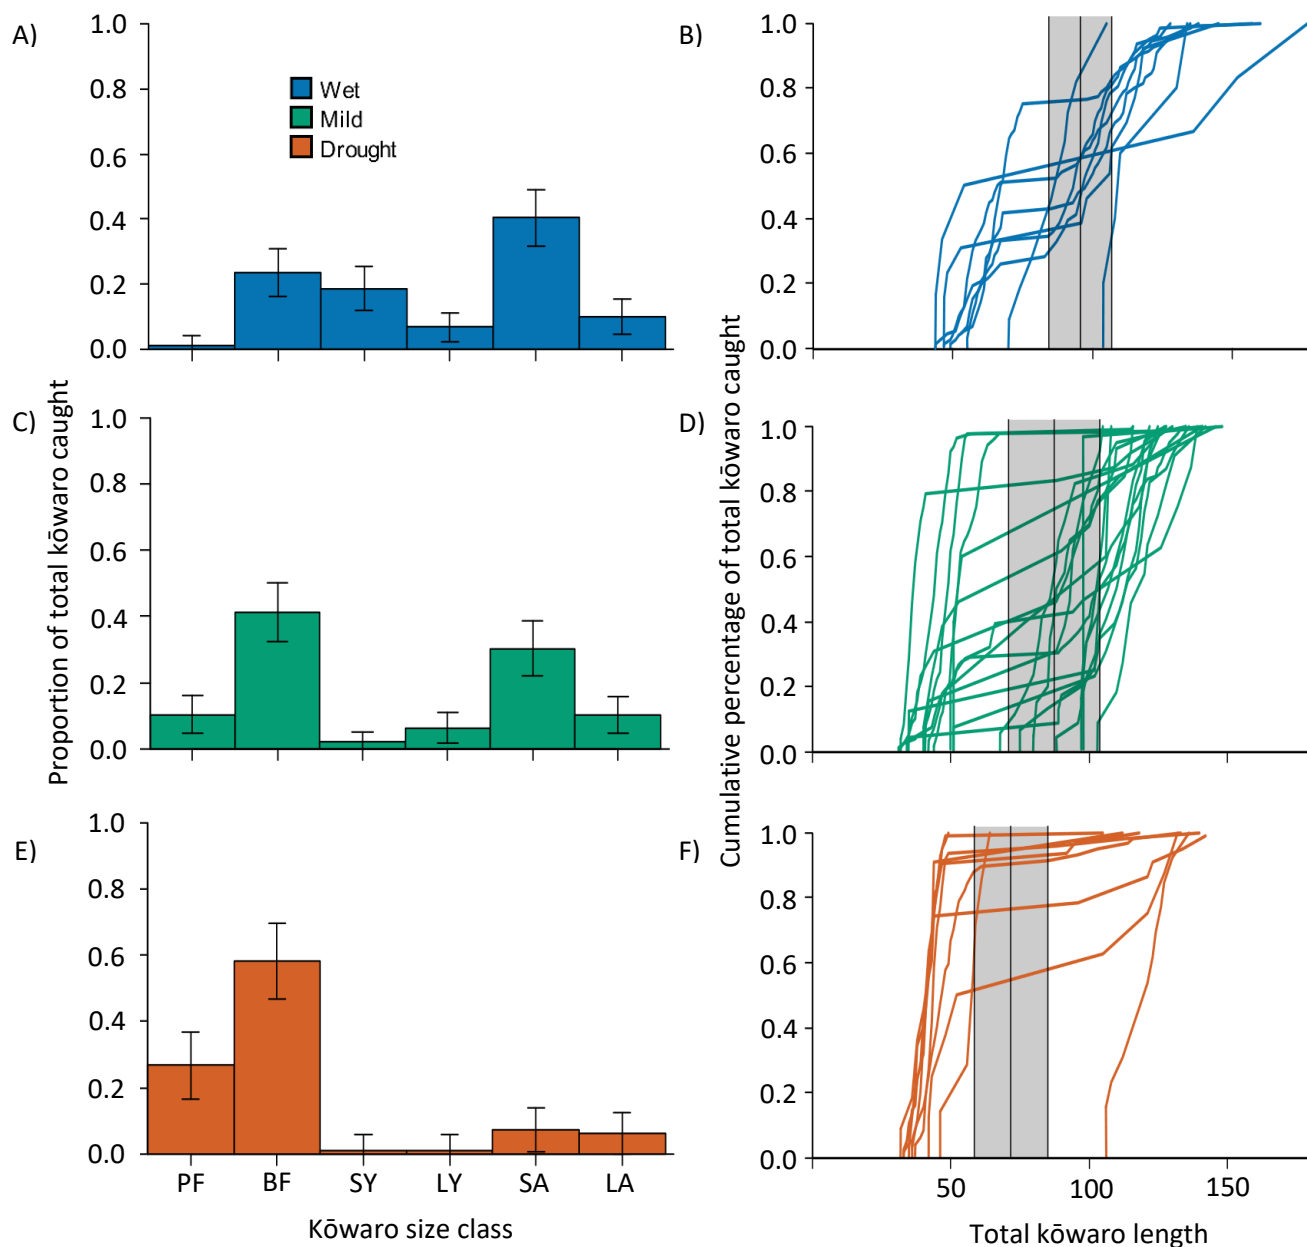 A)
1.0
0.8
0.6
0.4
0.2
0.0
Wet
Mild
Drought
B)
1.0
0.8
0.6
0.4
0.2
0.0
C)
1.0
0.8
0.6
0.4
0.2
0.0
D)
1.0
0.8
0.6
0.4
0.2
0.0
50
100
150
Proportion of total kōwaro caught
Cumulative percentage of total kōwaro caught
E)
1.0
0.8
0.6
0.4
0.2
0.0
PF BF SY LY SA LA
Kōwaro size class
F)
1.0
0.8
0.6
0.4
0.2
0.0
50 100 150
Total kōwaro length